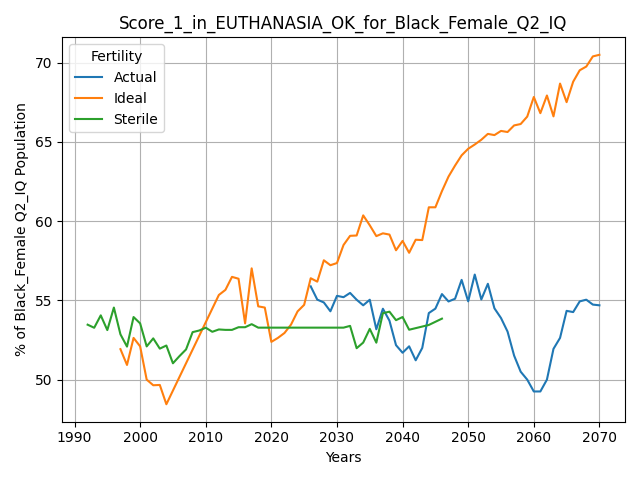 Score_1_in_EUTHANASIA_OK_for_Black_Female_Q2_IQ
Fertility
Actual
Ideal
Sterile
% of Black_Female Q2_IQ Population
70
65
60
55
50
1990 2000 2010 2020 2030 2040 2050 2060 2070
Years